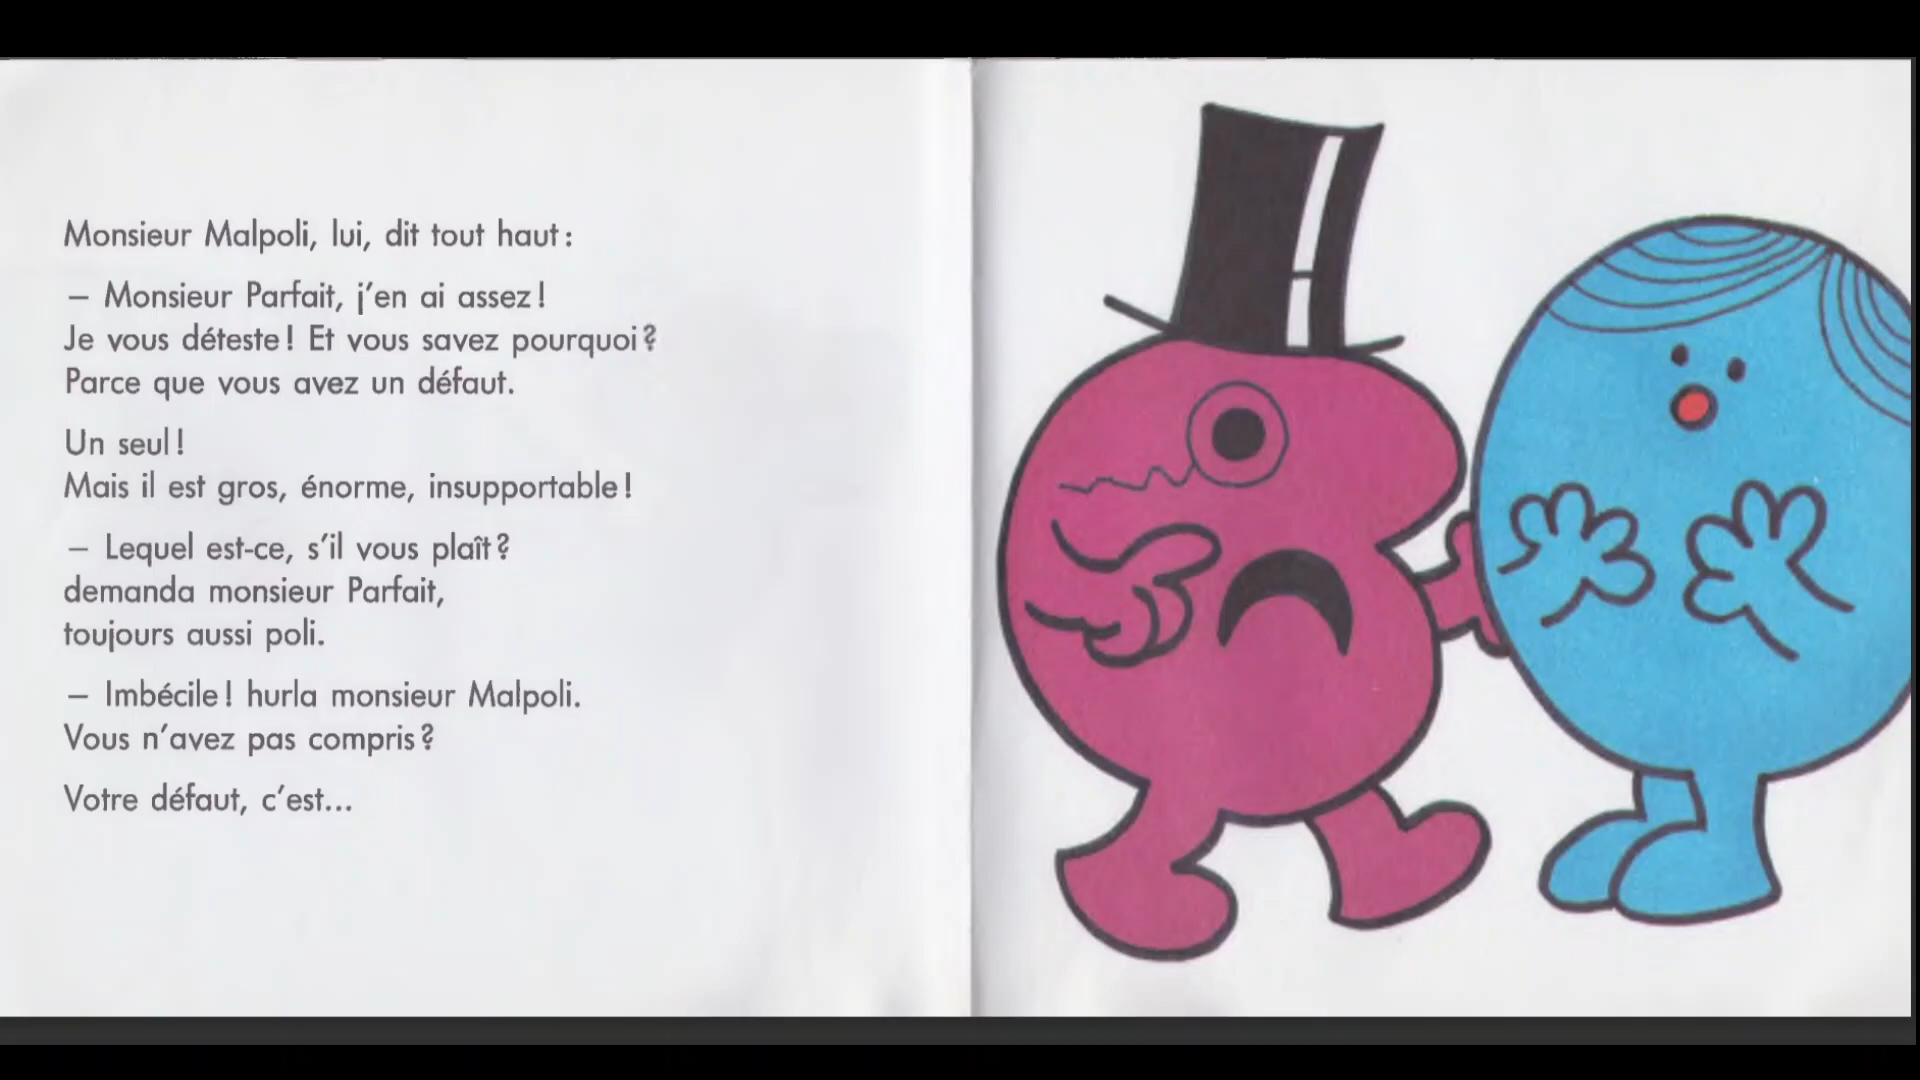 Monsieur Malpoli, lui, dit tout haut :
– Monsieur Parfait, j'en ai assez !
Je vous déteste ! Et vous savez pourquoi ?
Parce que vous avez un défaut.
Un seul !
Mais il est gros, énorme, insupportable !
– Lequel est-ce, s'il vous plaît ?
demanda monsieur Parfait,
toujours aussi poli.
– Imbécile ! hurla monsieur Malpoli.
Vous n'avez pas compris ?
Votre défaut, c'est...